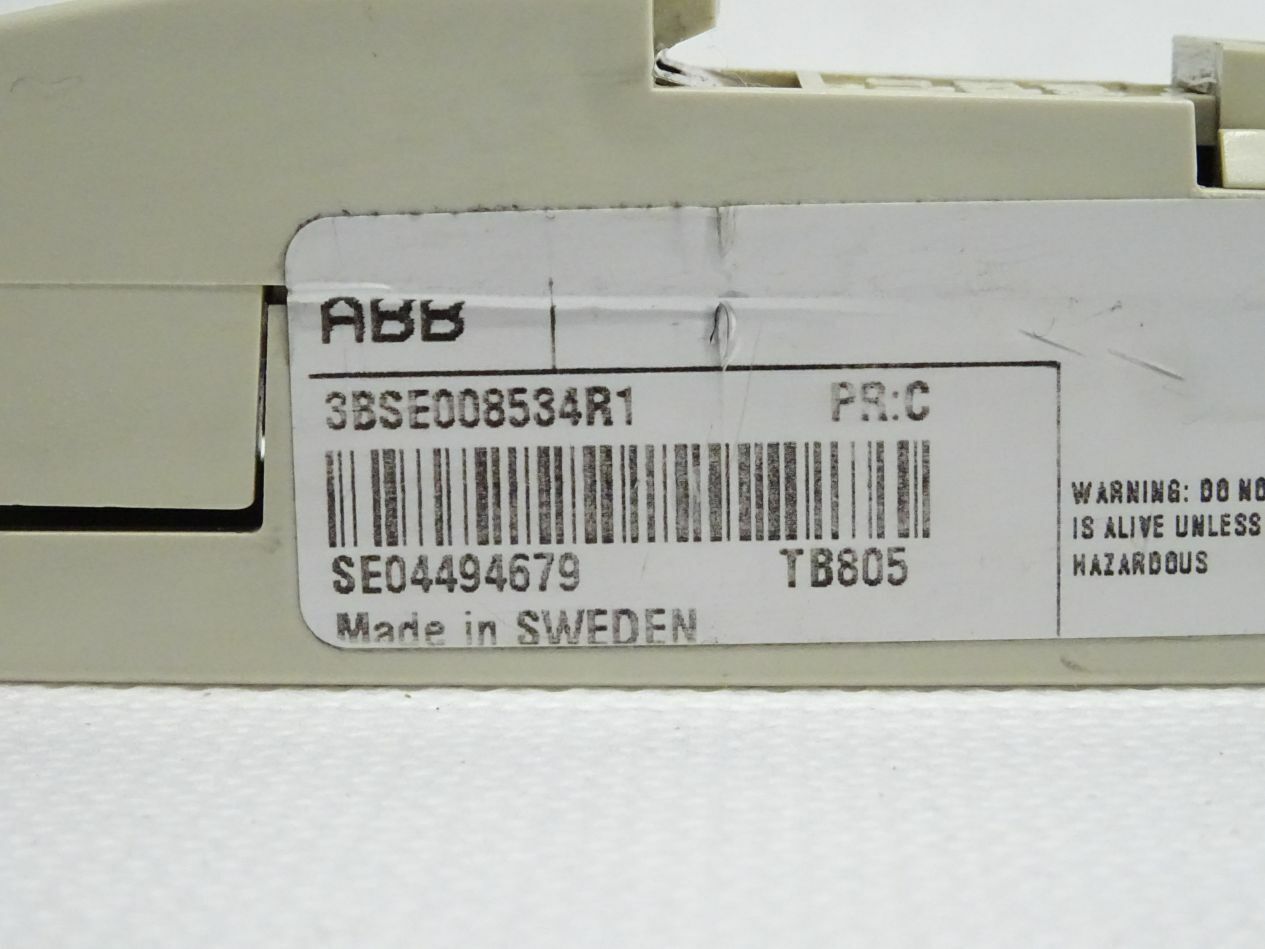 ABB
3BSE008534R1 PR:C
SE04494679 TB805
Made in SWEDEN
WARNING: DO NO
IS ALIVE UNLESS
HAZARDOUS